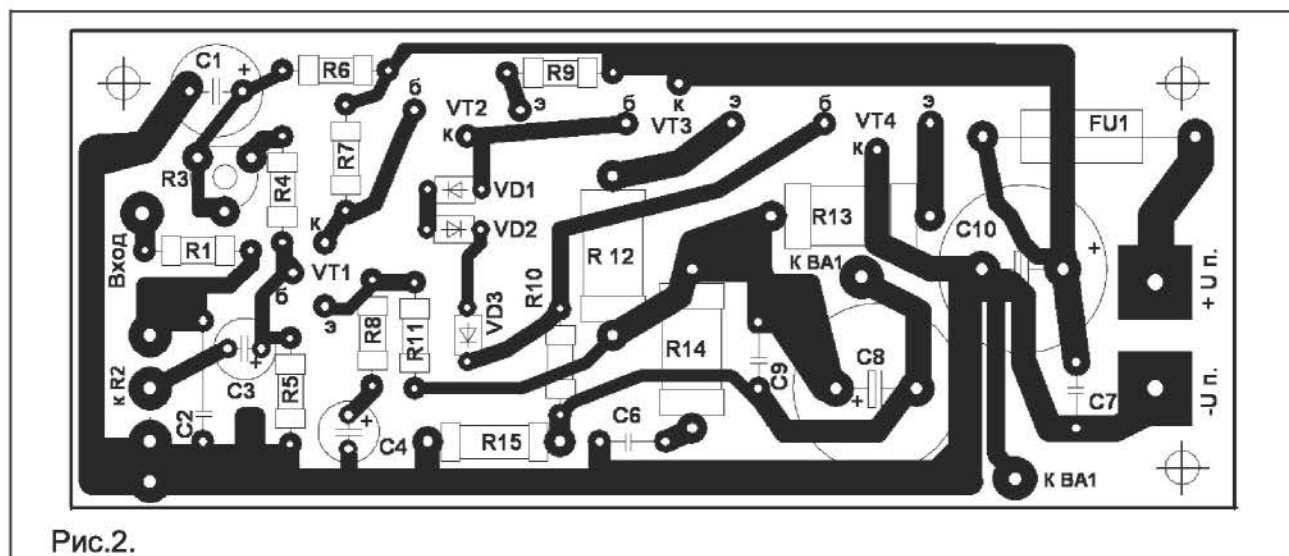 C1
+
R6
R9
б
VT2
к
э
б
к
VT3
э
б
VT4
к
э
FU1
R3
R4
R7
VD1
VD2
R1
Вход
к
VT1
б
э
R 12
R13
C10
+
К ВА1
+ U п.
R10
VD3
R8
R11
R14
C9
C8
+
к R2
C3
+
R5
C2
+
C4
R15
C6
C7
-U п.
К ВА1
Рис.2.